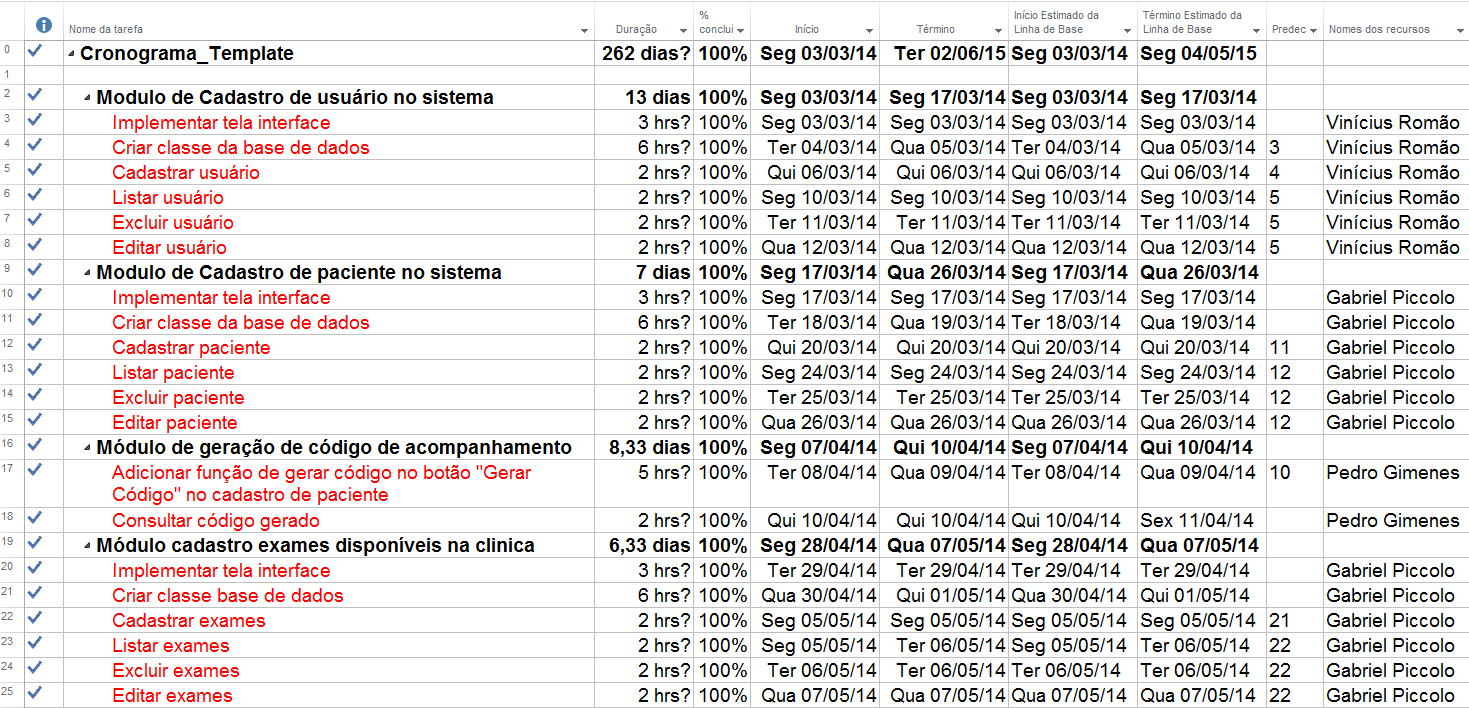 % Início Estimado da Término Estimado da
Nome da tarefa Duração conclui Início Término Linha de Base Linha de Base Predec Nomes dos recursos
0 Cronograma_Template 262 dias? 100% Seg 03/03/14 Ter 02/06/15 Seg 03/03/14 Seg 04/05/15
1
2 Modulo de Cadastro de usuário no sistema 13 dias 100% Seg 03/03/14 Seg 17/03/14 Seg 03/03/14 Seg 17/03/14
3 Implementar tela interface 3 hrs? 100% Seg 03/03/14 Seg 03/03/14 Seg 03/03/14 Seg 03/03/14 Vinícius Romão
4 Criar classe da base de dados 6 hrs? 100% Ter 04/03/14 Qua 05/03/14 Ter 04/03/14 Qua 05/03/14 3 Vinícius Romão
5 Cadastrar usuário 2 hrs? 100% Qui 06/03/14 Qui 06/03/14 Qui 06/03/14 Qui 06/03/14 4 Vinícius Romão
6 Listar usuário 2 hrs? 100% Seg 10/03/14 Seg 10/03/14 Seg 10/03/14 Seg 10/03/14 5 Vinícius Romão
7 Excluir usuário 2 hrs? 100% Ter 11/03/14 Ter 11/03/14 Ter 11/03/14 Ter 11/03/14 5 Vinícius Romão
8 Editar usuário 2 hrs? 100% Qua 12/03/14 Qua 12/03/14 Qua 12/03/14 Qua 12/03/14 5 Vinícius Romão
9 Modulo de Cadastro de paciente no sistema 7 dias 100% Seg 17/03/14 Qua 26/03/14 Seg 17/03/14 Qua 26/03/14
10 Implementar tela interface 3 hrs? 100% Seg 17/03/14 Seg 17/03/14 Seg 17/03/14 Seg 17/03/14 Gabriel Piccolo
11 Criar classe da base de dados 6 hrs? 100% Ter 18/03/14 Qua 19/03/14 Ter 18/03/14 Qua 19/03/14 Gabriel Piccolo
12 Cadastrar paciente 2 hrs? 100% Qui 20/03/14 Qui 20/03/14 Qui 20/03/14 Qui 20/03/14 11 Gabriel Piccolo
13 Listar paciente 2 hrs? 100% Seg 24/03/14 Seg 24/03/14 Seg 24/03/14 Seg 24/03/14 12 Gabriel Piccolo
14 Excluir paciente 2 hrs? 100% Ter 25/03/14 Ter 25/03/14 Ter 25/03/14 Ter 25/03/14 12 Gabriel Piccolo
15 Editar paciente 2 hrs? 100% Qua 26/03/14 Qua 26/03/14 Qua 26/03/14 Qua 26/03/14 12 Gabriel Piccolo
16 Módulo de geração de código de acompanhamento 8,33 dias 100% Seg 07/04/14 Qui 10/04/14 Seg 07/04/14 Qui 10/04/14
17 Adicionar função de gerar código no botão "Gerar 5 hrs? 100% Ter 08/04/14 Qua 09/04/14 Ter 08/04/14 Qua 09/04/14 10 Pedro Gimenes
Código" no cadastro de paciente
18 Consultar código gerado 2 hrs? 100% Qui 10/04/14 Qui 10/04/14 Qui 10/04/14 Sex 11/04/14 Pedro Gimenes
19 Módulo cadastro exames disponíveis na clinica 6,33 dias 100% Seg 28/04/14 Qua 07/05/14 Seg 28/04/14 Qua 07/05/14
20 Implementar tela interface 3 hrs? 100% Ter 29/04/14 Ter 29/04/14 Ter 29/04/14 Ter 29/04/14 Gabriel Piccolo
21 Criar classe base de dados 6 hrs? 100% Qua 30/04/14 Qui 01/05/14 Qua 30/04/14 Qui 01/05/14 Gabriel Piccolo
22 Cadastrar exames 2 hrs? 100% Seg 05/05/14 Seg 05/05/14 Seg 05/05/14 Seg 05/05/14 21 Gabriel Piccolo
23 Listar exames 2 hrs? 100% Seg 05/05/14 Ter 06/05/14 Seg 05/05/14 Ter 06/05/14 22 Gabriel Piccolo
24 Excluir exames 2 hrs? 100% Ter 06/05/14 Ter 06/05/14 Ter 06/05/14 Ter 06/05/14 22 Gabriel Piccolo
25 Editar exames 2 hrs? 100% Qua 07/05/14 Qua 07/05/14 Qua 07/05/14 Qua 07/05/14 22 Gabriel Piccolo